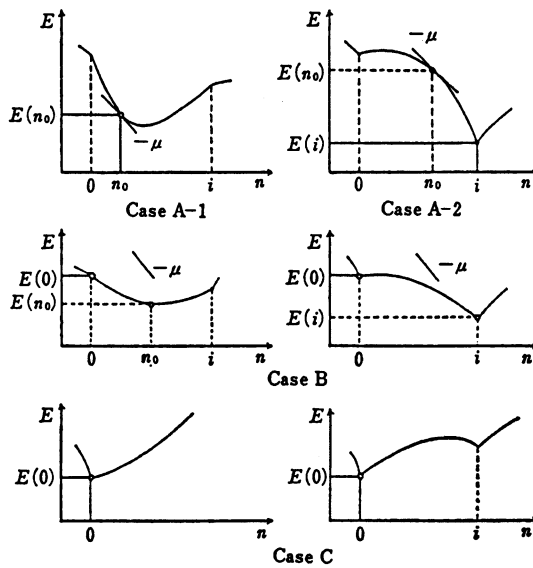 E
E(n₀)
−μ
0 n₀ i n
Case A-1
E
−μ
E(n₀)
E(i)
0 n₀ i n
Case A-2
E
E(0)
E(n₀)
−μ
0 n₀ i n
E
E(0)
−μ
E(i)
0 i n
Case B
E
E(0)
0 n
E
E(0)
0 i n
Case C